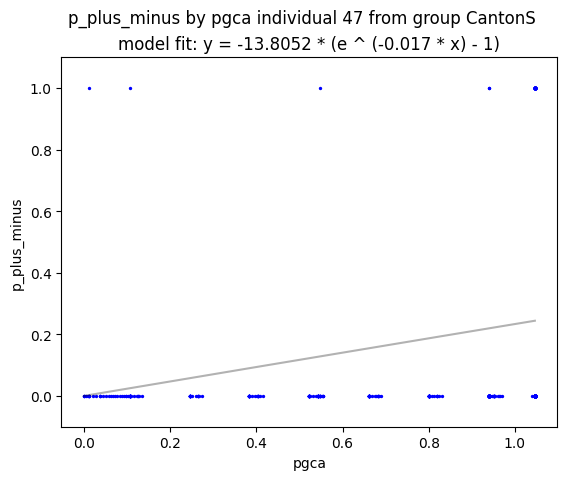 p_plus_minus by pgca individual 47 from group CantonS
model fit: y = -13.8052 * (e ^ (-0.017 * x) - 1)
1.0
0.8
0.6
0.4
0.2
0.0
p_plus_minus
0.0 0.2 0.4 0.6 0.8 1.0
pgca